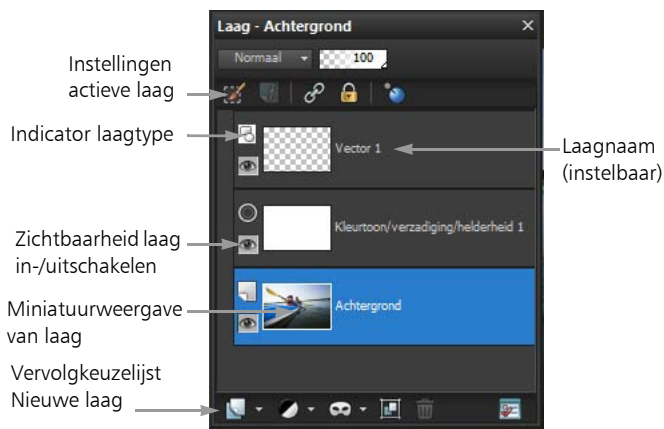 Laag - Achtergrond
Normaal
100
Instellingen
actieve laag
Indicator laagtype
Vector 1
Laagnaam
(instelbaar)
Kleurtoon/verzadiging/helderheid 1
Zichtbaarheid laag
in-/uitschakelen
Achtergrond
Miniatuurweergave
van laag
Vervolgkeuzelijst
Nieuwe laag